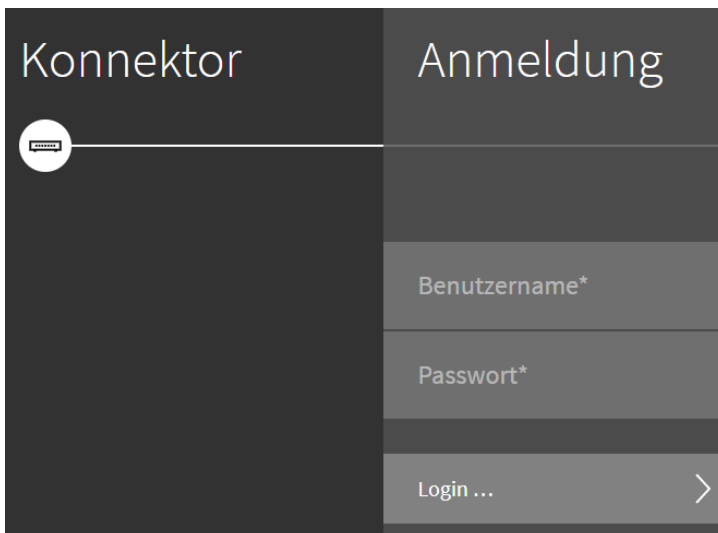 Konnektor
Anmeldung
Benutzername*
Passwort*
Login ...